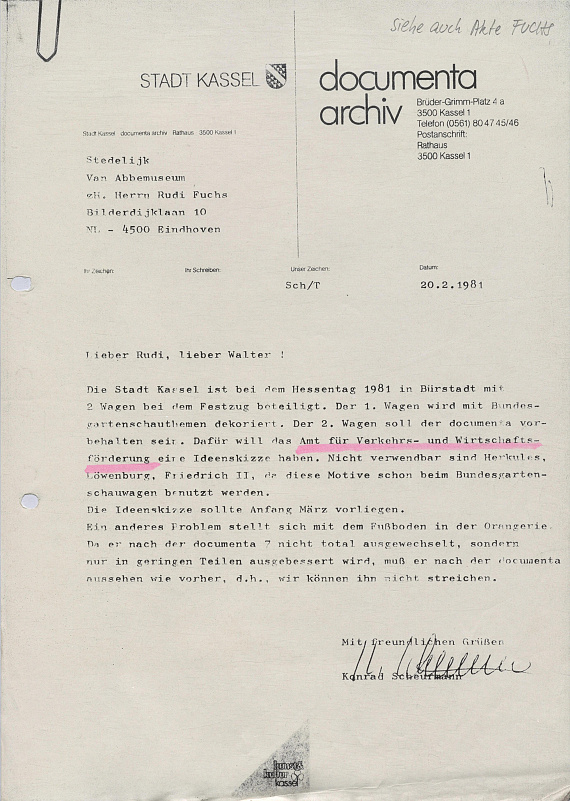 Siehe auch Akte FUCHS
STADT KASSEL
documenta
archiv
Brüder-Grimm-Platz 4 a
3500 Kassel 1
Telefon (0561) 80 47 45/46
Postanschrift:
Rathaus
3500 Kassel 1
Stadt Kassel documenta archiv Rathaus 3500 Kassel 1
Stedelijk
Van Abbemuseum
zH. Herrn Rudi Fuchs
Bilderdijklaan 10
NL - 4500 Eindhoven
Ihr Zeichen: Ihr Schreiben: Unser Zeichen: Datum:
Sch/T 20.2.1981
Lieber Rudi, lieber Walter !
Die Stadt Kassel ist bei dem Hessentag 1981 in Bürstadt mit
2 Wagen bei dem Festzug beteiligt. Der 1. Wagen wird mit Bundes-
gartenschauthemen dekoriert. Der 2. Wagen soll der documenta vor-
behalten sein. Dafür will das Amt für Verkehrs- und Wirtschafts-
förderung eine Ideenskizze haben. Nicht verwendbar sind Herkules,
Löwenburg, Friedrich II, da diese Motive schon beim Bundesgarten-
schauwagen benutzt werden.
Die Ideenskizze sollte Anfang März vorliegen.
Ein anderes Problem stellt sich mit dem Fußboden in der Orangerie.
Da er nach der documenta 7 nicht total ausgewechselt, sondern
nur in geringen Teilen ausgebessert wird, muß er nach der documenta
aussehen wie vorher, d.h., wir können ihn nicht streichen.
Mit freundlichen Grüßen
Konrad Scheurmann
kassel